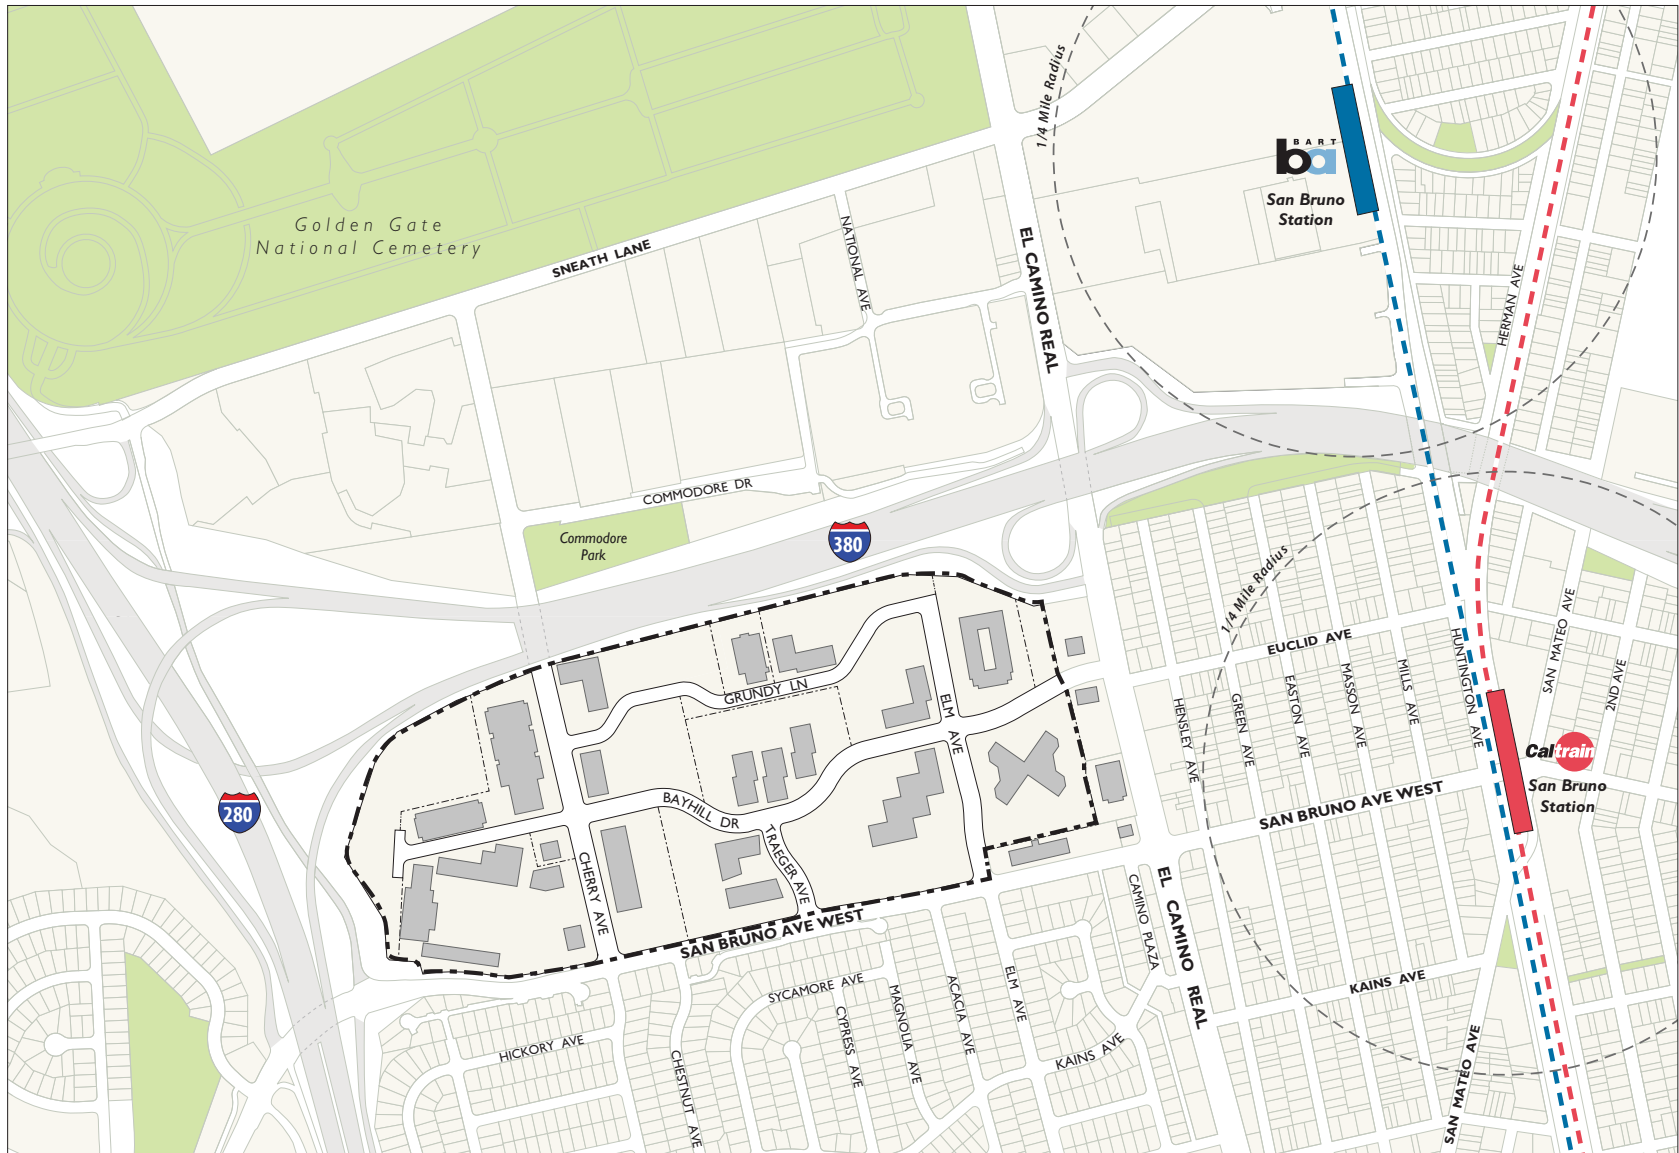 1/4 Mile Radius
BART
ba
San Bruno
Station
Golden Gate
National Cemetery
SNEATH LANE
NATIONAL AVE
EL CAMINO REAL
HERMAN AVE
COMMODORE DR
Commodore
Park
380
1/4 Mile Radius
EUCLID AVE
SAN MATEO AVE
2ND AVE
HUNTINGTON AVE
MILLS AVE
MASSON AVE
EASTON AVE
GREEN AVE
HENSLEY AVE
GRUNDY LN
ELM AVE
Caltrain
San Bruno
Station
280
BAYHILL DR
TRAEGER AVE
CHERRY AVE
SAN BRUNO AVE WEST
SAN BRUNO AVE WEST
EL CAMINO REAL
CAMINO PLAZA
KAINS AVE
SYCAMORE AVE
CYPRESS AVE
MAGNOLIA AVE
ACACIA AVE
ELM AVE
HICKORY AVE
CHESTNUT AVE
KAINS AVE
SAN MATEO AVE